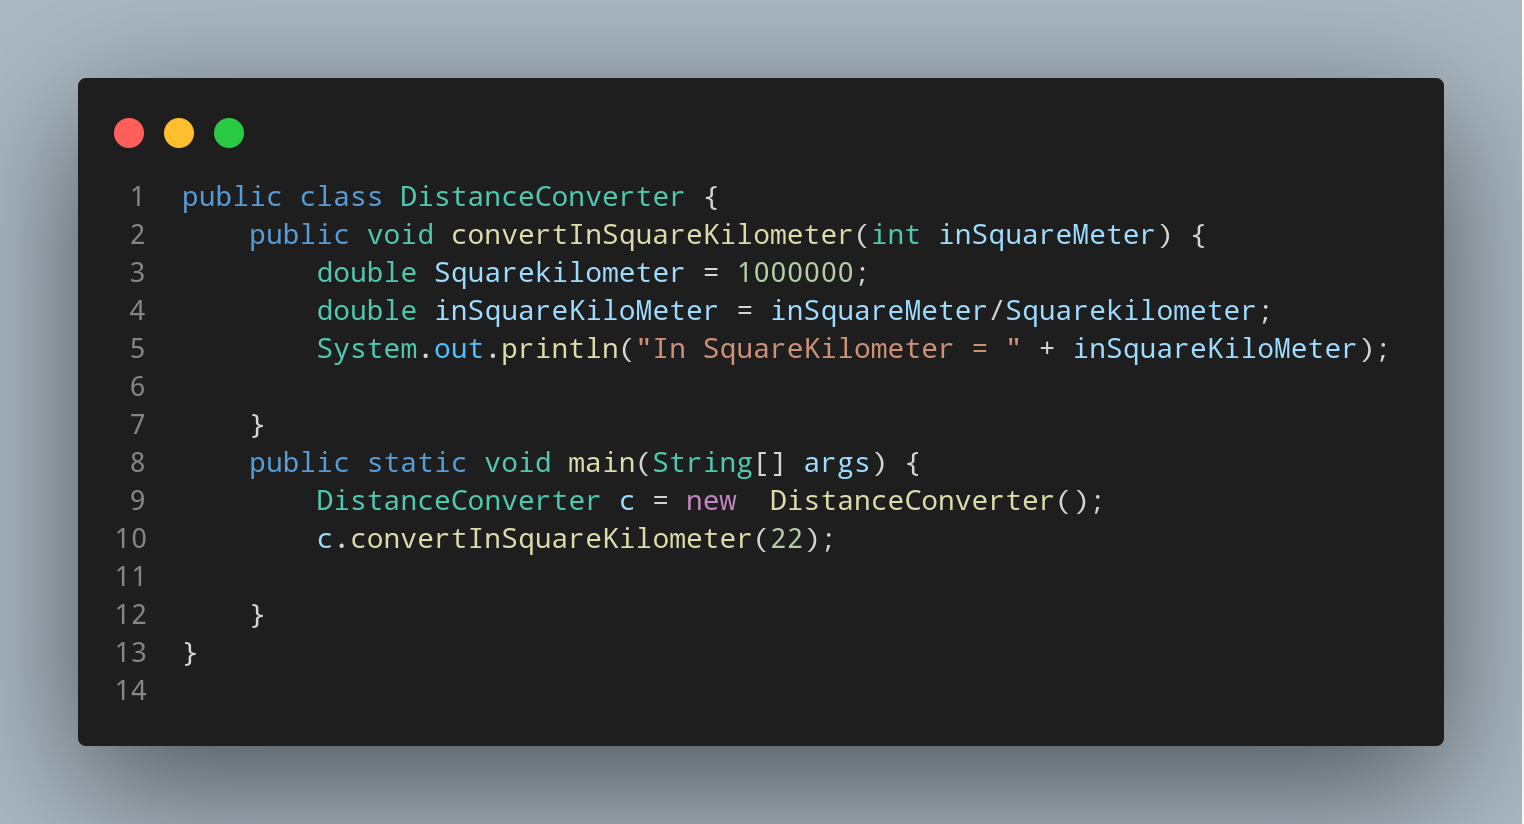 1 public class DistanceConverter {
2     public void convertInSquareKilometer(int inSquareMeter) {
3         double Squarekilometer = 1000000;
4         double inSquareKiloMeter = inSquareMeter/Squarekilometer;
5         System.out.println("In SquareKilometer = " + inSquareKiloMeter);
6
7     }
8     public static void main(String[] args) {
9         DistanceConverter c = new  DistanceConverter();
10         c.convertInSquareKilometer(22);
11
12     }
13 }
14